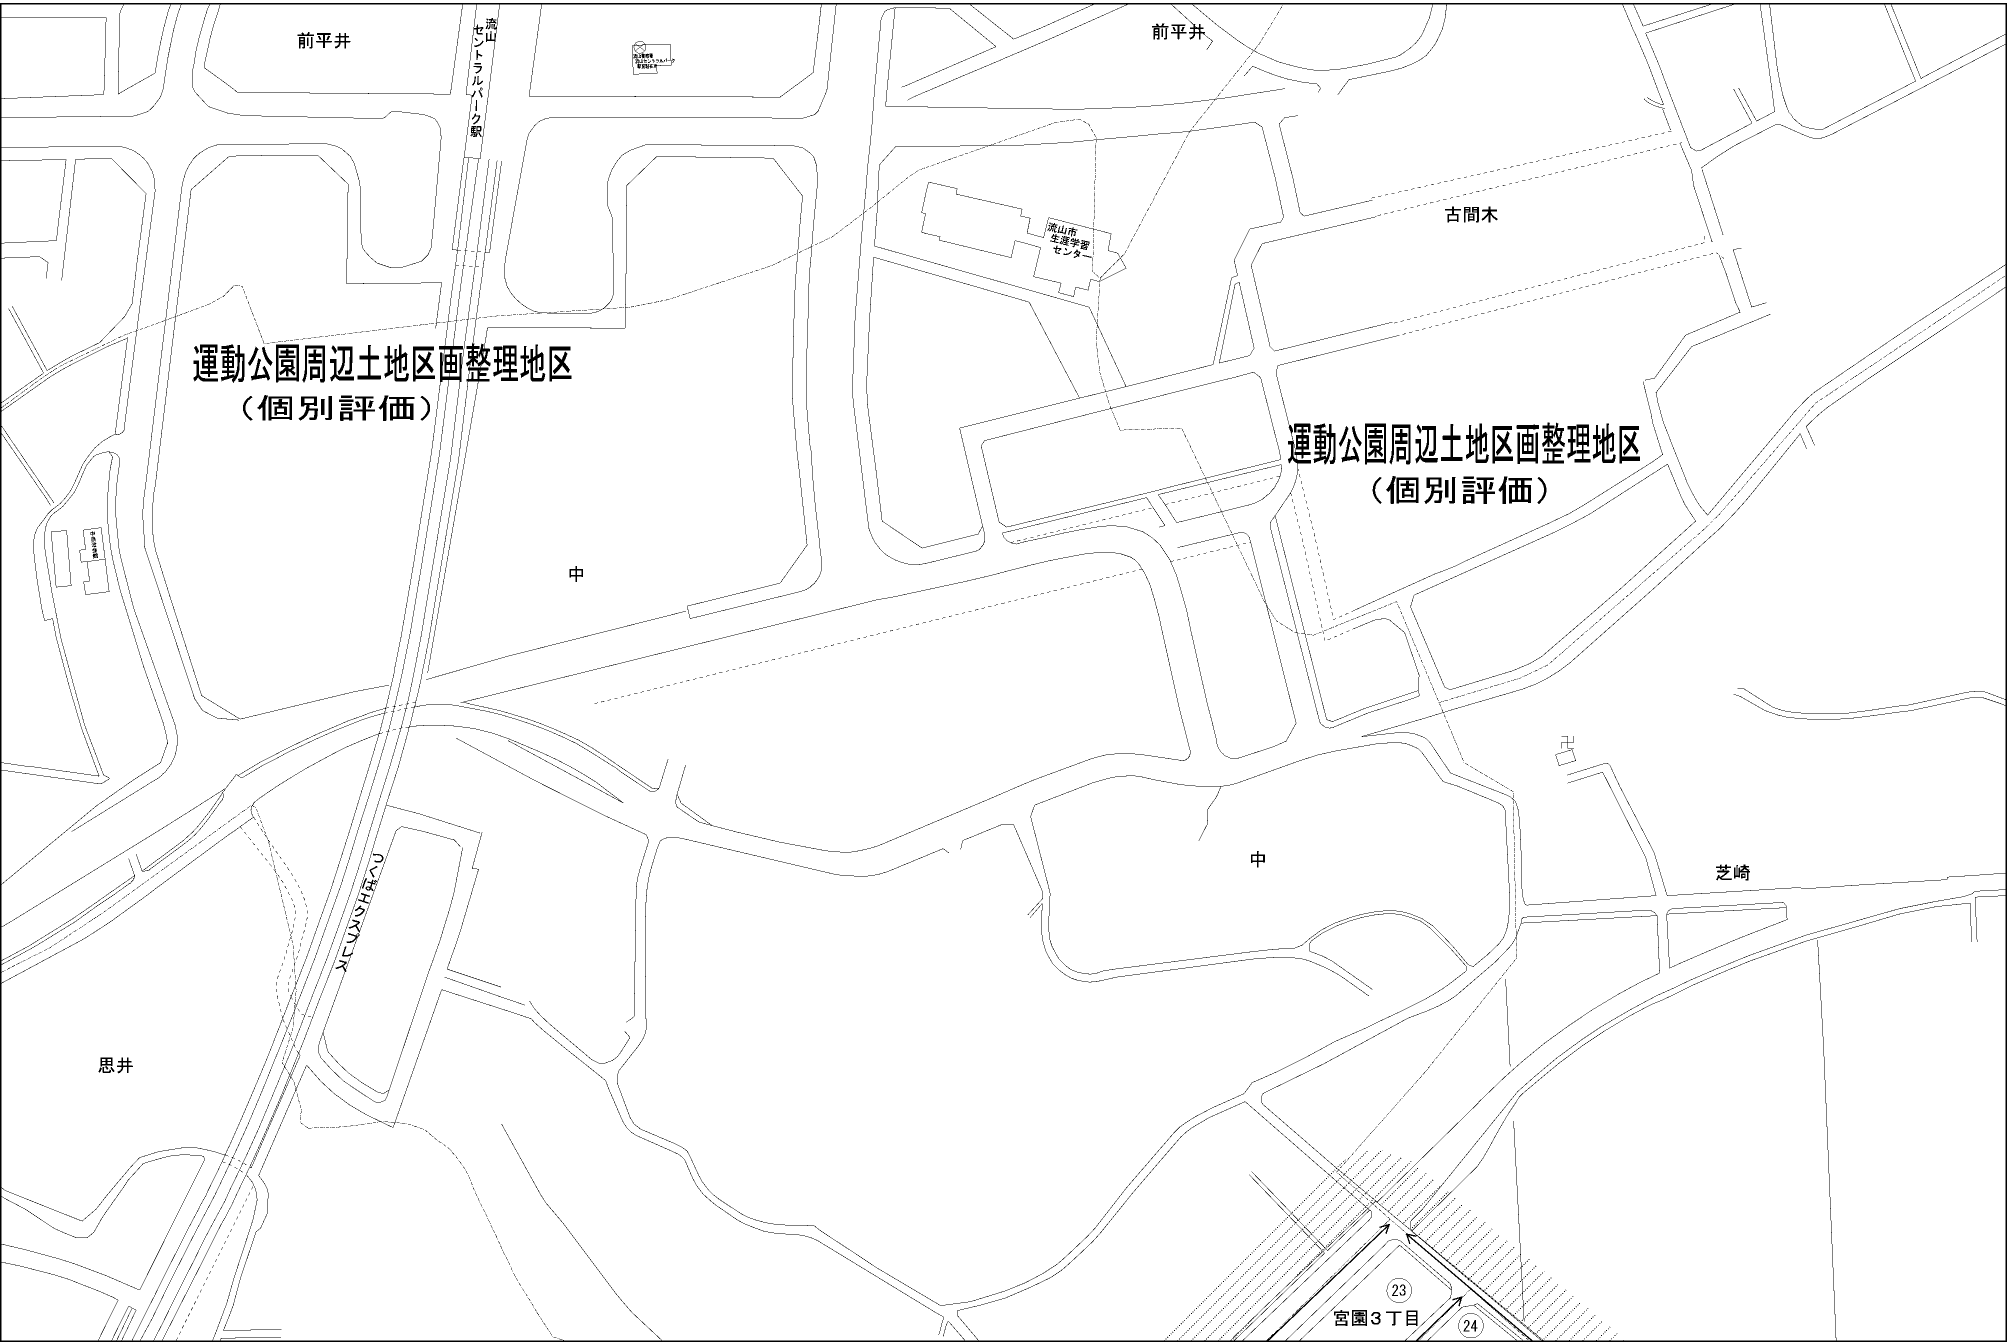 前平井
流山
セントラルパーク駅
前平井
流山市
生涯学習
センター
古間木
運動公園周辺土地区画整理地区
（個別評価）
運動公園周辺土地区画整理地区
（個別評価）
中
中
芝崎
つくばエクスプレス
思井
23
宮園３丁目
24